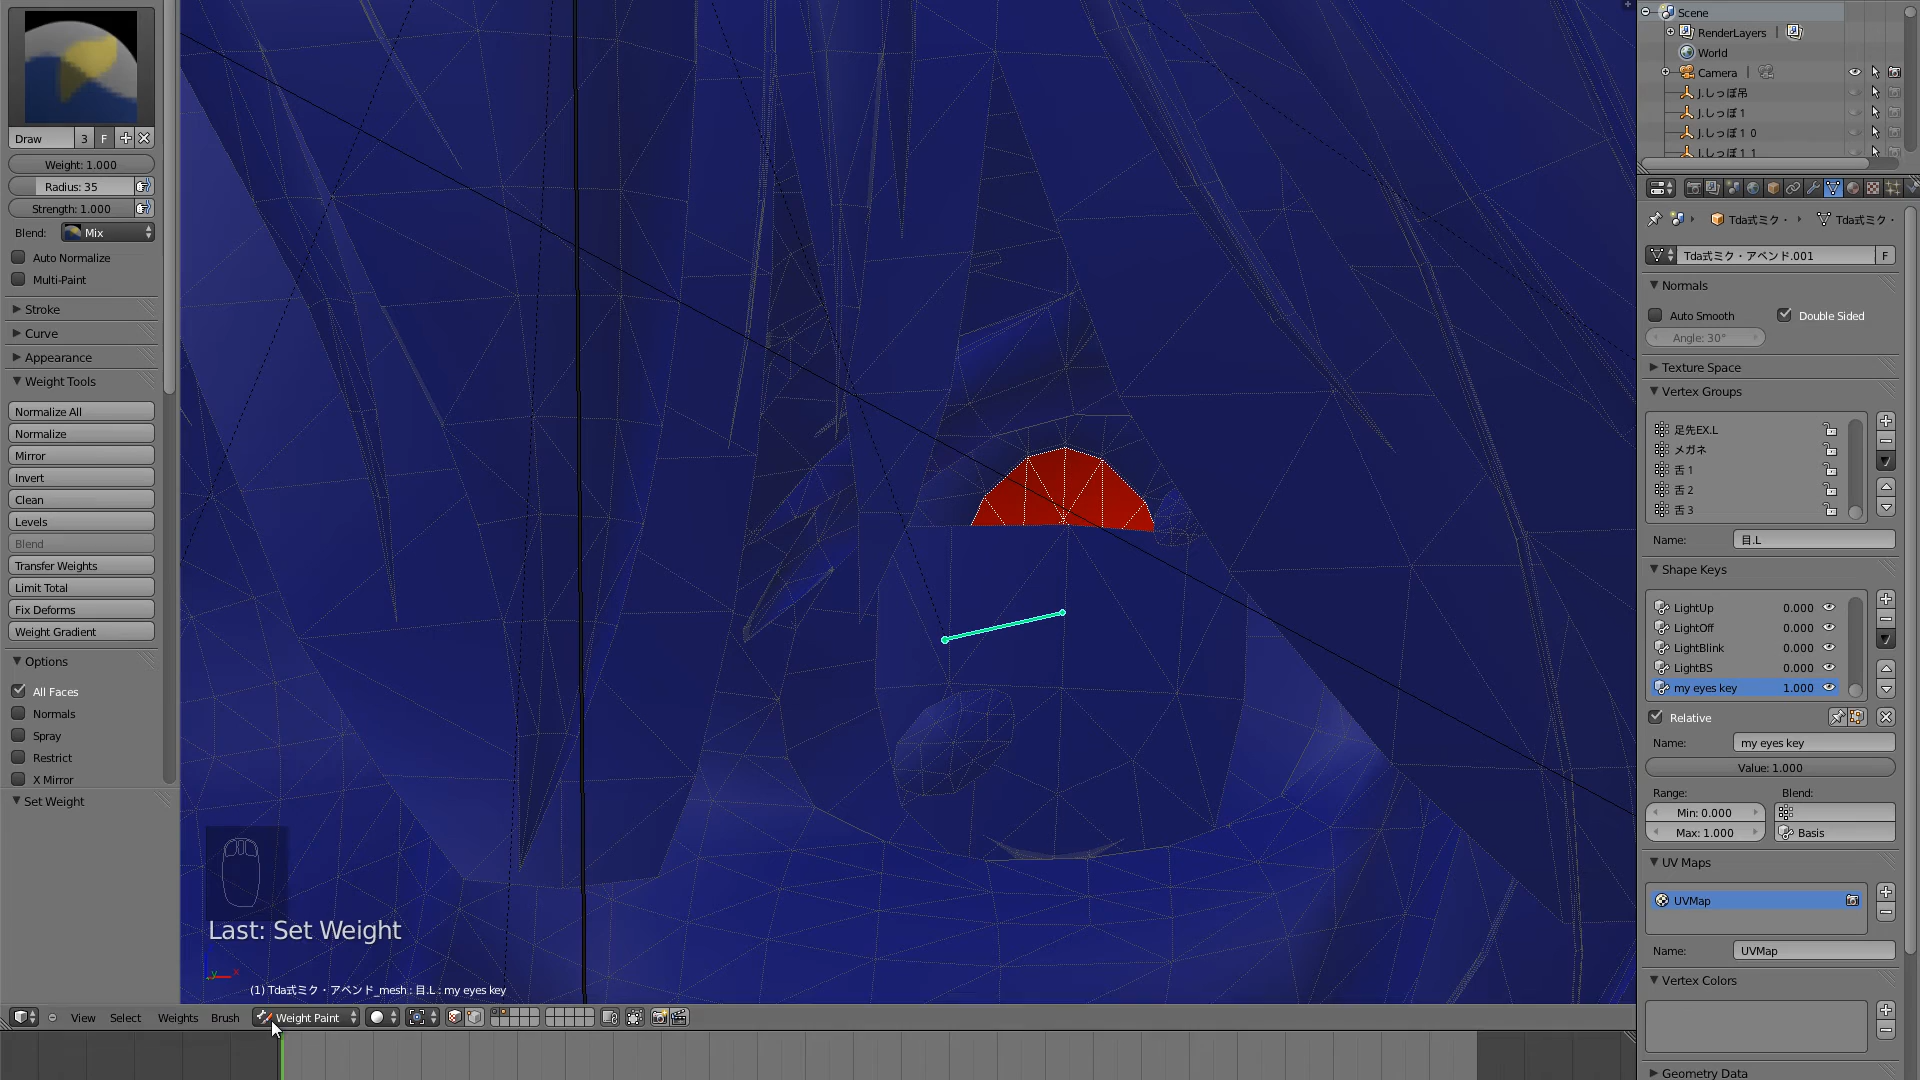 Draw 3 F
Weight: 1.000
Radius: 35
Strength: 1.000
Blend: Mix
Auto Normalize
Multi-Paint
Stroke
Curve
Appearance
Weight Tools
Normalize All
Normalize
Mirror
Invert
Clean
Levels
Blend
Transfer Weights
Limit Total
Fix Deforms
Weight Gradient
Options
All Faces
Normals
Spray
Restrict
X Mirror
Set Weight
Last: Set Weight
y x
(1) Tda式ミク・アペンド_mesh : 目.L : my eyes key
View Select Weights Brush Weight Paint
Scene
RenderLayers |
World
Camera |
J.しっぽ吊
J.しっぽ１
J.しっぽ１０
J.しっぽ１１
Tda式ミク・ Tda式ミク・
Tda式ミク・アペンド.001 F
Normals
Auto Smooth Double Sided
Angle: 30°
Texture Space
Vertex Groups
足先EX.L
メガネ
舌１
舌２
舌３
Name: 目.L
Shape Keys
LightUp 0.000
LightOff 0.000
LightBlink 0.000
LightBS 0.000
my eyes key 1.000
Relative
Name: my eyes key
Value: 1.000
Range: Blend:
Min: 0.000
Max: 1.000 Basis
UV Maps
UVMap
Name: UVMap
Vertex Colors
Geometry Data